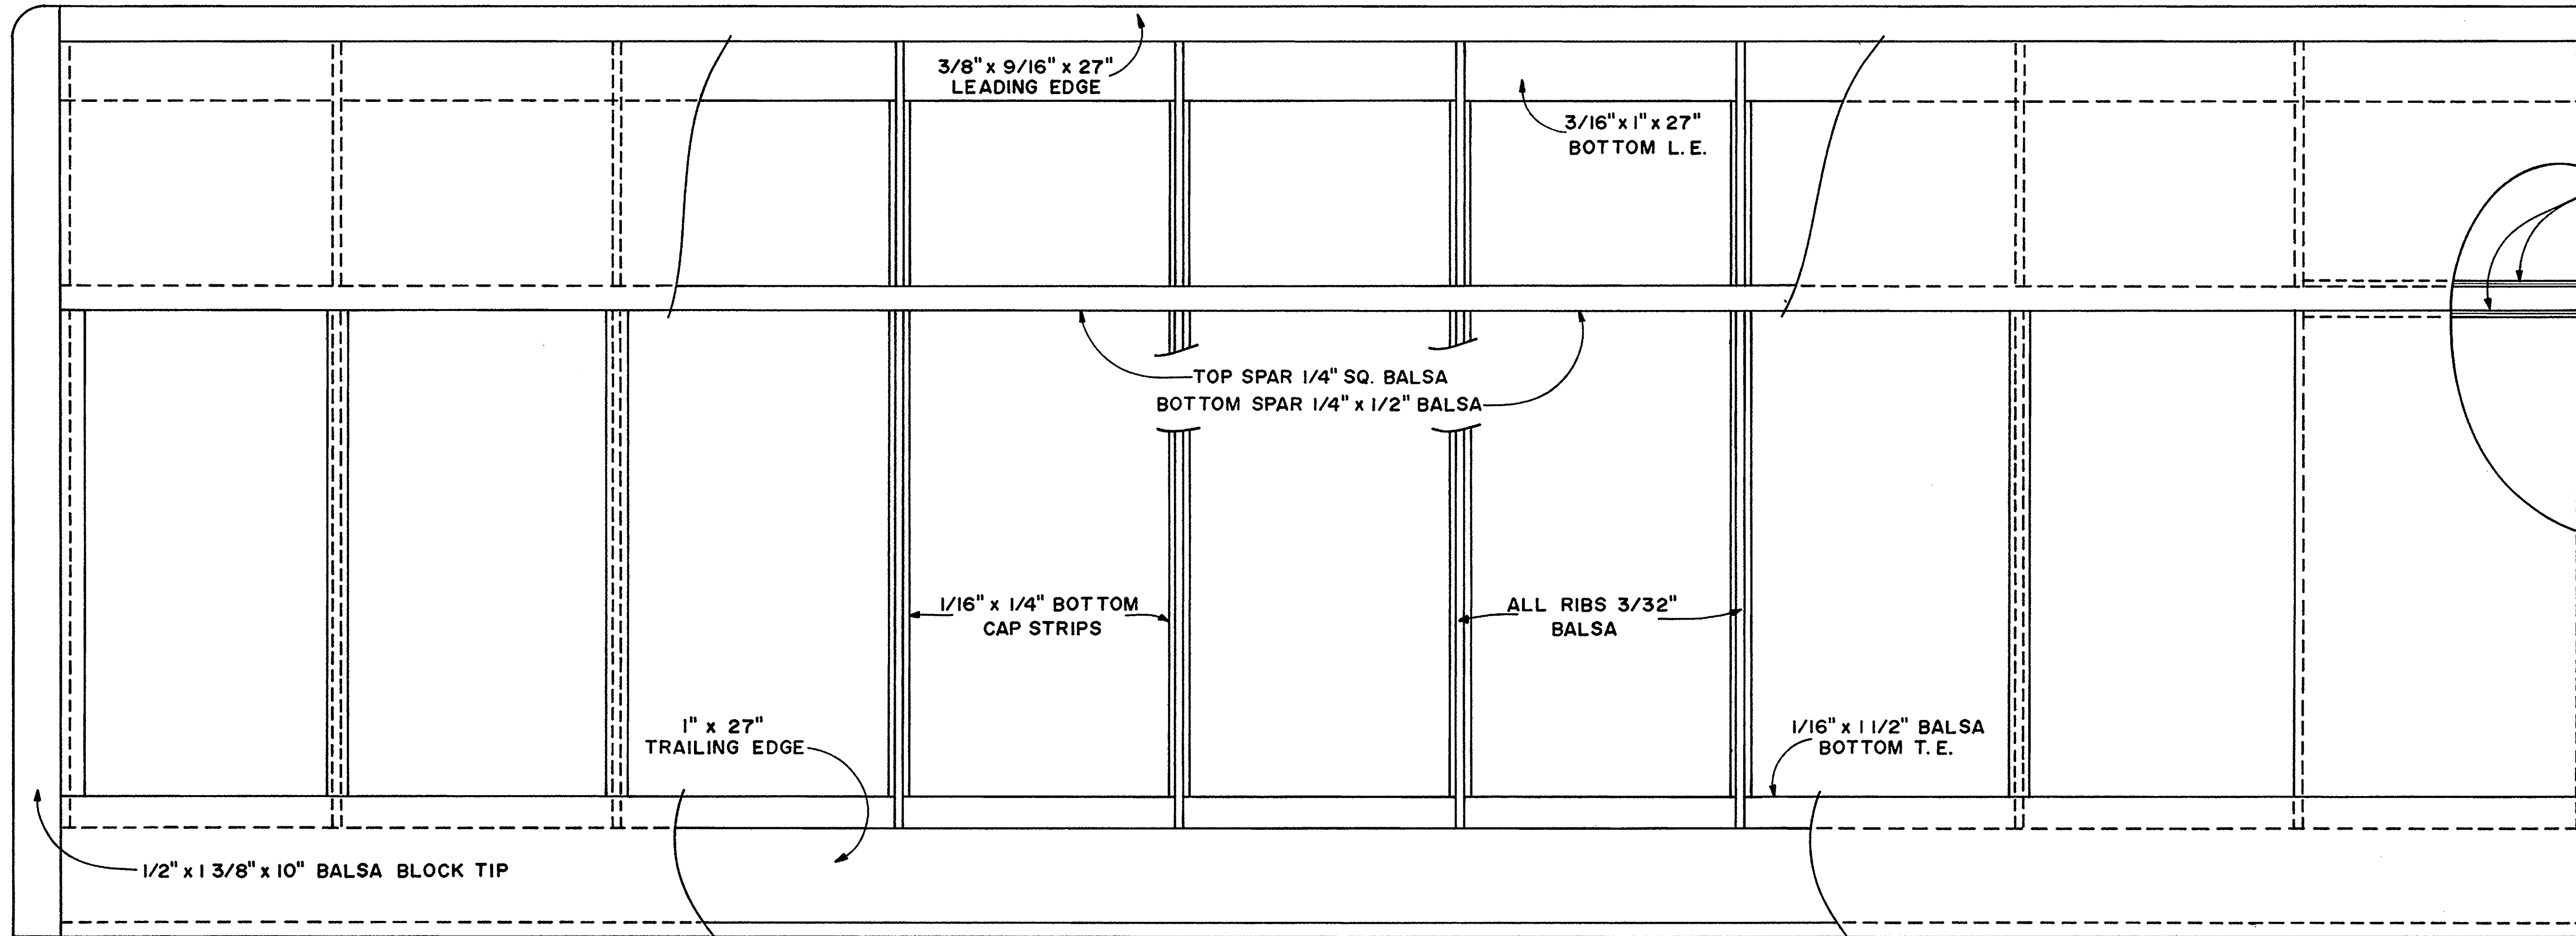 3/8" x 9/16" x 27"
LEADING EDGE
3/16" x 1" x 27"
BOTTOM L.E.
TOP SPAR 1/4" SQ. BALSA
BOTTOM SPAR 1/4" x 1/2" BALSA
1/16" x 1/4" BOTTOM
CAP STRIPS
ALL RIBS 3/32"
BALSA
1" x 27"
TRAILING EDGE
1/16" x 1 1/2" BALSA
BOTTOM T.E.
1/2" x 1 3/8" x 10" BALSA BLOCK TIP